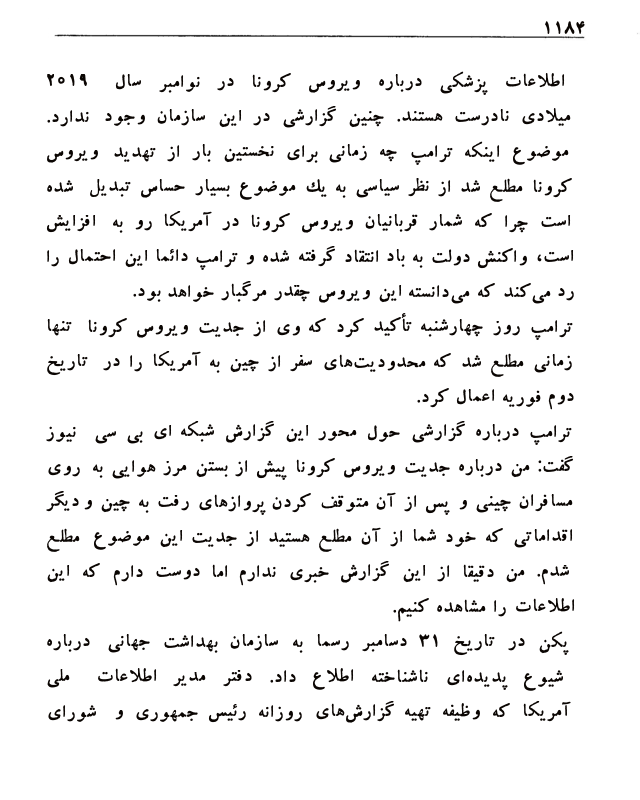 ۱۱۸۴
اطلاعات پزشکی درباره ویروس کرونا در نوامبر سال ۲۰۱۹
میلادی نادرست هستند. چنین گزارشی در این سازمان وجود ندارد.
موضوع اینکه ترامپ چه زمانی برای نخستین بار از تهدید ویروس
کرونا مطلع شد از نظر سیاسی به یك موضوع بسیار حساس تبدیل شده
است چرا که شمار قربانیان ویروس کرونا در آمریکا رو به افزایش
است، واکنش دولت به باد انتقاد گرفته شده و ترامپ دائما این احتمال را
رد می‌کند که می‌دانسته این ویروس چقدر مرگبار خواهد بود.
ترامپ روز چهارشنبه تأکید کرد که وی از جدیت ویروس کرونا تنها
زمانی مطلع شد که محدودیت‌های سفر از چین به آمریکا را در تاریخ
دوم فوریه اعمال کرد.
ترامپ درباره گزارشی حول محور این گزارش شبکه ای بی سی نیوز
گفت: من درباره جدیت ویروس کرونا پیش از بستن مرز هوایی به روی
مسافران چینی و پس از آن متوقف کردن پروازهای رفت به چین و دیگر
اقداماتی که خود شما از آن مطلع هستید از جدیت این موضوع مطلع
شدم. من دقیقا از این گزارش خبری ندارم اما دوست دارم که این
اطلاعات را مشاهده کنیم.
پکن در تاریخ ۳۱ دسامبر رسما به سازمان بهداشت جهانی درباره
شیوع پدیده‌ای ناشناخته اطلاع داد. دفتر مدیر اطلاعات ملی
آمریکا که وظیفه تهیه گزارش‌های روزانه رئیس جمهوری و شورای